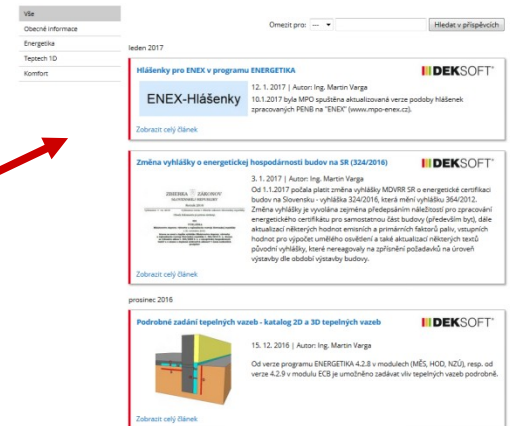 Vše
Obecné informace
Energetika
Teptech 1D
Komfort
Omezit pro: --- Hledat v příspěvcích
leden 2017
Hlášenky pro ENEX v programu ENERGETIKA
DEKSOFT
ENEX-Hlášenky
12. 1. 2017 | Autor: Ing. Martin Varga
10.1.2017 byla MPO spuštěna aktualizovaná verze podoby hlášenek
zpracovaných PENB na "ENEX" (www.mpo-enex.cz).
Zobrazit celý článek
Změna vyhlášky o energetickej hospodárnosti budov na SR (324/2016)
DEKSOFT
ZBIERKA ZÁKONOV
SLOVENSKEJ REPUBLIKY
3. 1. 2017 | Autor: Ing. Martin Varga
Od 1.1.2017 počala platit změna vyhlášky MDVRR SR o energetické certifikaci
budov na Slovensku - vyhláška 324/2016, která mění vyhlášku 364/2012.
Změna vyhlášky je vyvolána zejména předepsáním náležitostí pro zpracování
energetického certifikátu pro samostatnou část budovy (především byt), dále
aktualizací některých hodnot emisních a primárních faktorů paliv, vstupních
hodnot pro výpočet umělého osvědení a také aktualizací některých textů
původní vyhlášky, které nereagovaly na zpřísnění požadavků na úroveň
výstavby dle období výstavby budovy.
Zobrazit celý článek
prosinec 2016
Podrobné zadání tepelných vazeb - katalog 2D a 3D tepelných vazeb
DEKSOFT
15. 12. 2016 | Autor: Ing. Martin Varga
Od verze programu ENERGETIKA 4.2.8 v modulech (MĚS, HOD, NZÚ), resp. od
verze 4.2.9 v modulu ECB je umožněno zadávat vliv tepelných vazeb podrobně.
Zobrazit celý článek